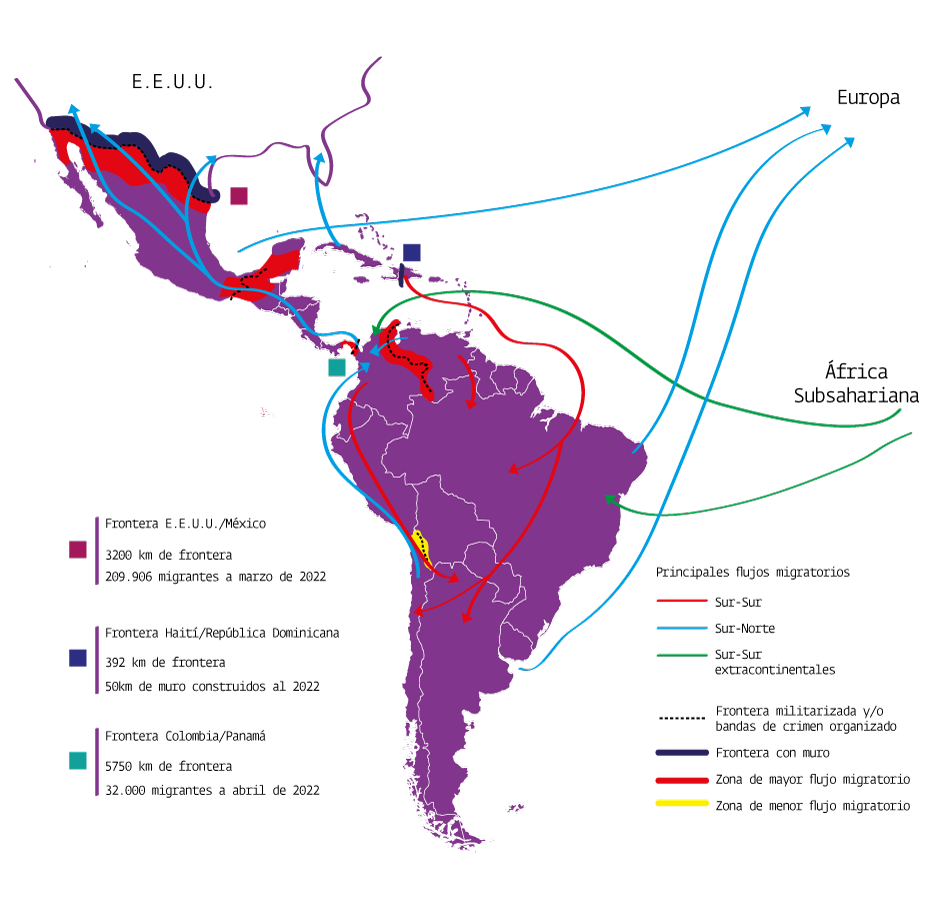 E.E.U.U.
Europa
África
Subsahariana
Frontera E.E.U.U./México
3200 km de frontera
209.906 migrantes a marzo de 2022
Frontera Haití/República Dominicana
392 km de frontera
50km de muro construidos al 2022
Frontera Colombia/Panamá
5750 km de frontera
32.000 migrantes a abril de 2022
Principales flujos migratorios
Sur-Sur
Sur-Norte
Sur-Sur
extracontinentales
Frontera militarizada y/o
bandas de crimen organizado
Frontera con muro
Zona de mayor flujo migratorio
Zona de menor flujo migratorio